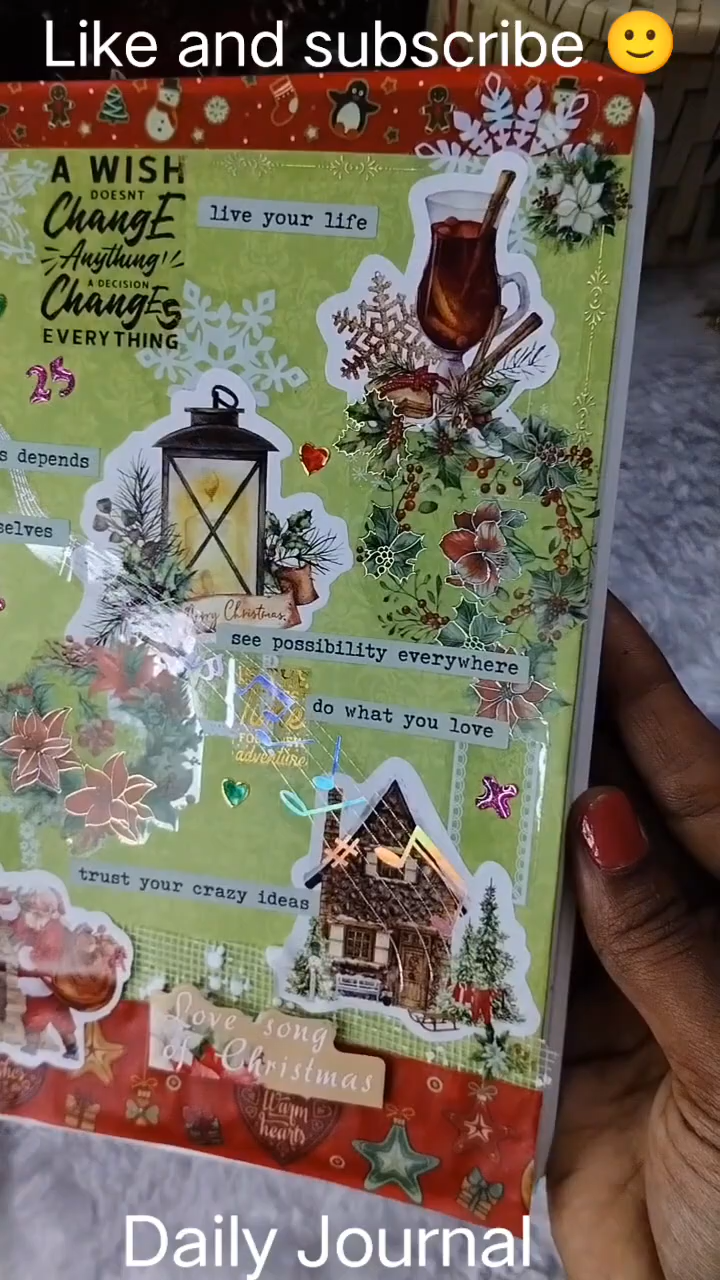 Like and subscribe 🙂
A WISH
DOESNT
ChangE
Anything!
A DECISION
ChangEs
EVERYTHING
live your life
25
s depends
selves
Merry Christmas
see possibility everywhere
do what you love
adventure
trust your crazy ideas
Love song
of Christmas
Warm
hearts
Daily Journal